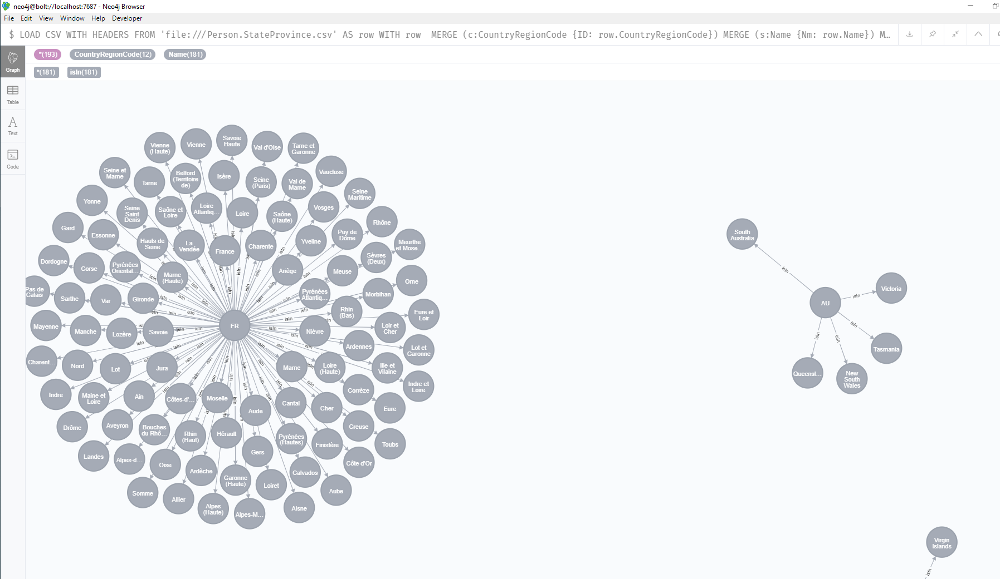 neo4j@bolt://localhost:7687 - Neo4j Browser
File Edit View Window Help Developer
$ LOAD CSV WITH HEADERS FROM 'file:///Person.StateProvince.csv' AS row WITH row  MERGE (c:CountryRegionCode {ID: row.CountryRegionCode}) MERGE (s:Name {Nm: row.Name}) M…
*(193) CountryRegionCode(12) Name(181)
*(181) isIn(181)
Graph
Table
Text
Code
Savoie
Haute
Vienne
Vienne
(Haute)
Val d'Oise
Tarne et
Garonne
Seine et
Marne
Tarne
Belford
(Territoire
de)
Isère
Seine
(Paris)
Val de
Marne
Vaucluse
Yonne
Seine
Saint
Denis
Saône et
Loire
Loire
Atlantiq…
Loire
Saône
(Haute)
Vosges
Seine
Maritime
Gard
Essonne
Hauts de
Seine
La
Vendée
France
Charente
Yveline
Puy de
Dôme
Rhône
Meurthe
et Mose…
Dordogne
Corse
Pyrénées
Oriental…
Marne
(Haute)
Ariège
Meuse
Sèvres
(Deux)
Orne
Pas de
Calais
Sarthe
Var
Gironde
Pyrénées
Atlantiq…
Morbihan
Rhin
(Bas)
Eure et
Loir
Mayenne
Manche
Lozère
Savoie
FR
Nièvre
Loir et
Cher
Ardennes
Lot et
Garonne
Charent…
Nord
Lot
Jura
Marne
Loire
(Haute)
Ille et
Vilaine
Indre et
Loire
Indre
Maine et
Loire
Ain
Côtes-d'…
Moselle
Aude
Cantal
Cher
Corrèze
Eure
Drôme
Aveyron
Bouches
du Rhô…
Rhin
(Haut)
Hérault
Pyrénées
(Hautes)
Finistère
Creuse
Toubs
Landes
Alpes-d…
Oise
Ardèche
Gers
Calvados
Côte d'Or
Somme
Allier
Garonne
(Haute)
Loiret
Aube
Alpes
(Haute)
Alpes-M…
Aisne
South
Australia
isIn
Victoria
isIn
AU
isIn
isIn
isIn
Tasmania
Queensl…
New
South
Wales
Virgin
Islands
isIn